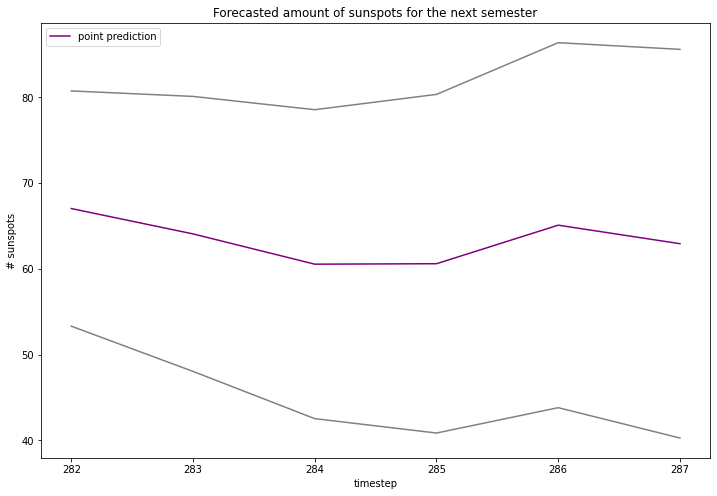 Forecasted amount of sunspots for the next semester
point prediction
# sunspots
80
70
60
50
40
282 283 284 285 286 287
timestep